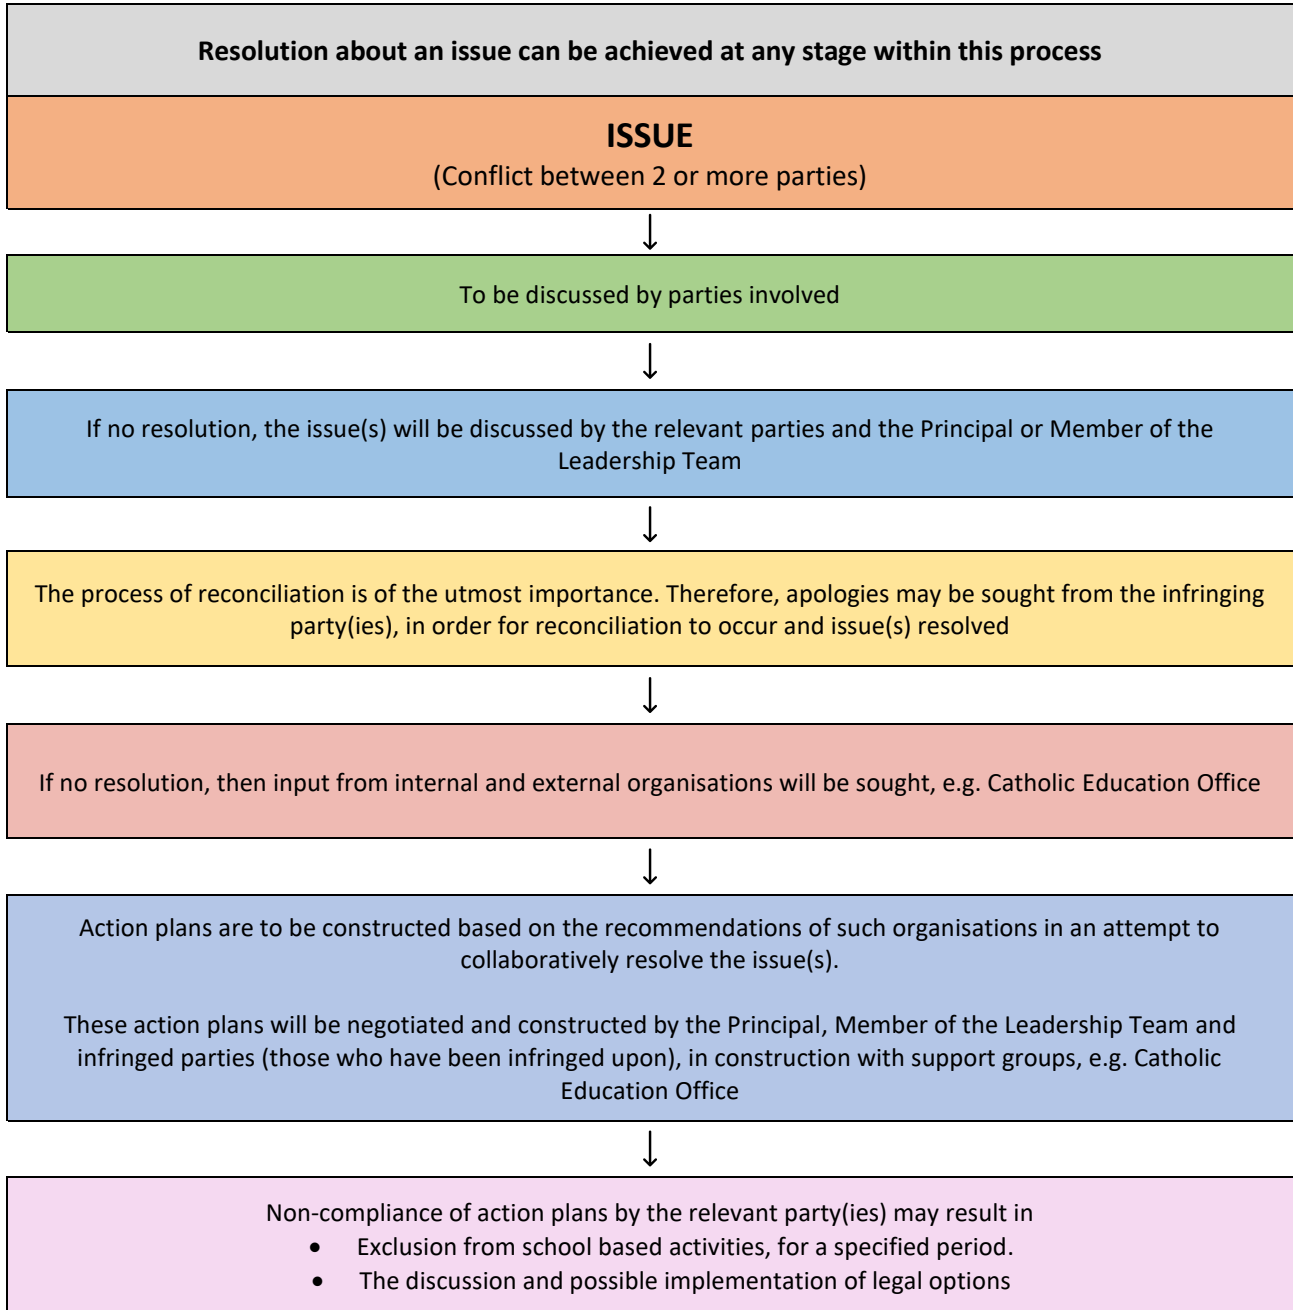 Resolution about an issue can be achieved at any stage within this process
ISSUE
(Conflict between 2 or more parties)
To be discussed by parties involved
If no resolution, the issue(s) will be discussed by the relevant parties and the Principal or Member of the
Leadership Team
The process of reconciliation is of the utmost importance. Therefore, apologies may be sought from the infringing
party(ies), in order for reconciliation to occur and issue(s) resolved
If no resolution, then input from internal and external organisations will be sought, e.g. Catholic Education Office
Action plans are to be constructed based on the recommendations of such organisations in an attempt to
collaboratively resolve the issue(s).
These action plans will be negotiated and constructed by the Principal, Member of the Leadership Team and
infringed parties (those who have been infringed upon), in construction with support groups, e.g. Catholic
Education Office
Non-compliance of action plans by the relevant party(ies) may result in
• Exclusion from school based activities, for a specified period.
• The discussion and possible implementation of legal options